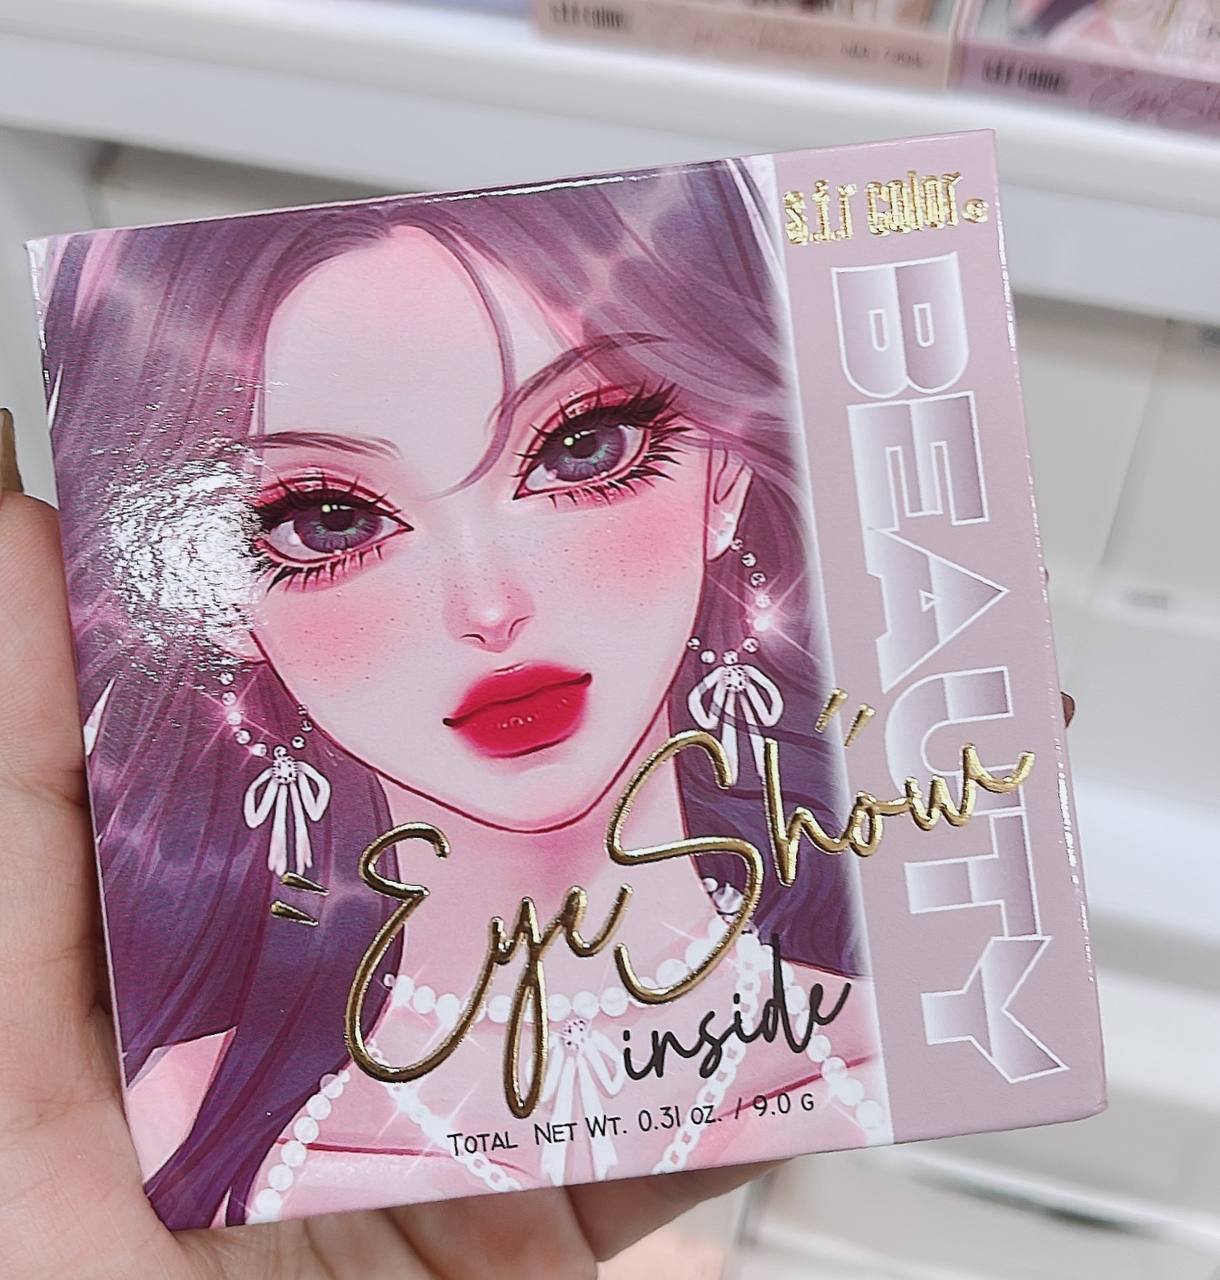 s.f.r color®
BEAUTY
"Eye Show"
inside
TOTAL NET WT. 0.31 OZ. / 9.0 G